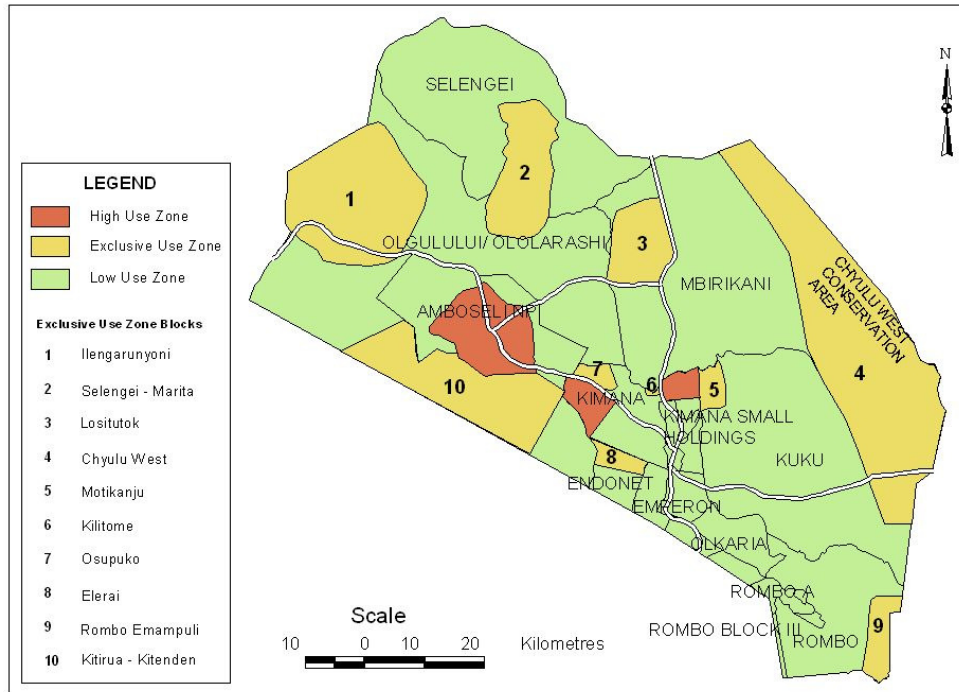 N
SELENGEI
LEGEND
High Use Zone
Exclusive Use Zone
Low Use Zone
Exclusive Use Zone Blocks
1 Ilengarunyoni
2 Selengei - Marita
3 Lositutok
4 Chyulu West
5 Motikanju
6 Kilitome
7 Osupuko
8 Elerai
9 Rombo Emampuli
10 Kitirua - Kitenden
1
2
3
OLGULULUI/ OLOLARASHI
MBIRIKANI
CHYULU WEST
CONSERVATION
AREA
4
AMBOSELI NP
10
7
6
5
KIMANA
KIMANA SMALL
HOLDINGS
KUKU
8
ENDONET
EMPERON
OLKARIA
ROMBO A
ROMBO BLOCK III
ROMBO
9
Scale
10 0 10 20 Kilometres